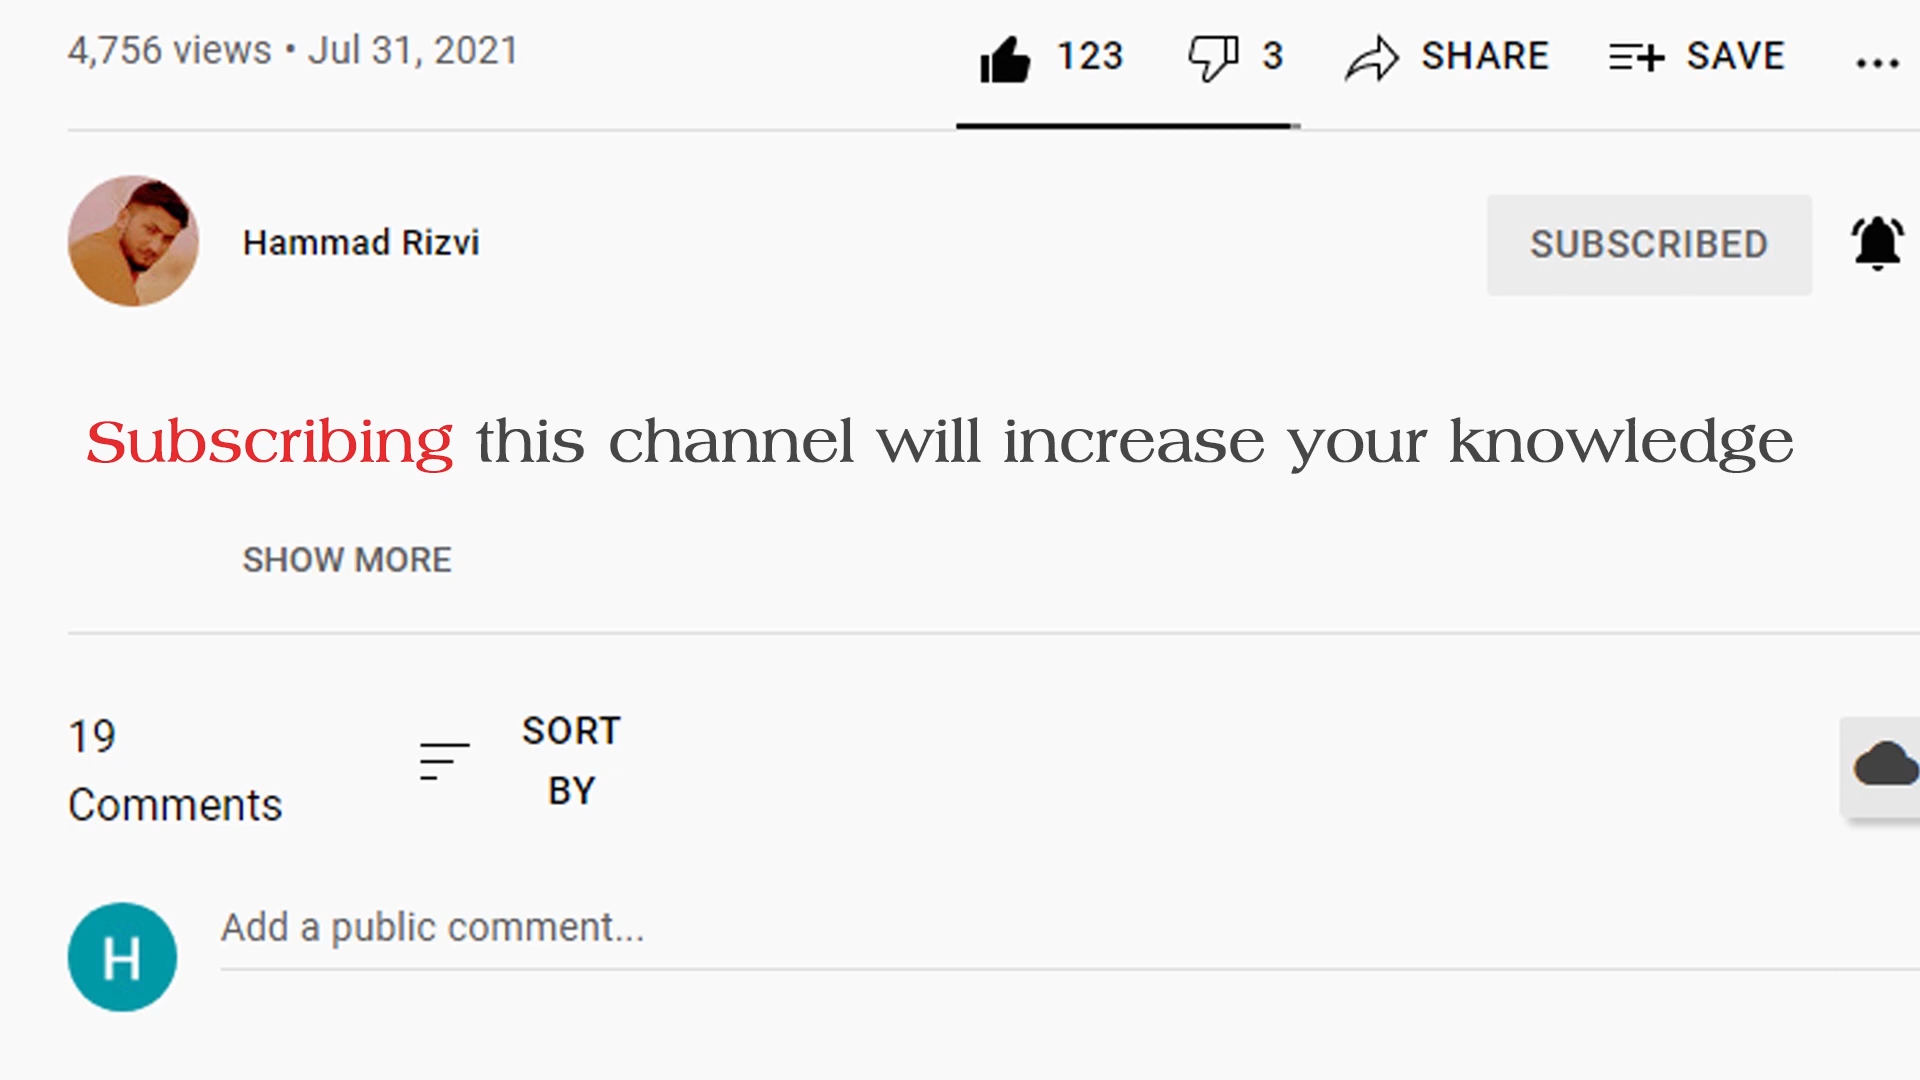 4,756 views • Jul 31, 2021 123 3 SHARE SAVE ...
Hammad Rizvi SUBSCRIBED
Subscribing this channel will increase your knowledge
SHOW MORE
19
Comments
SORT
BY
H Add a public comment...